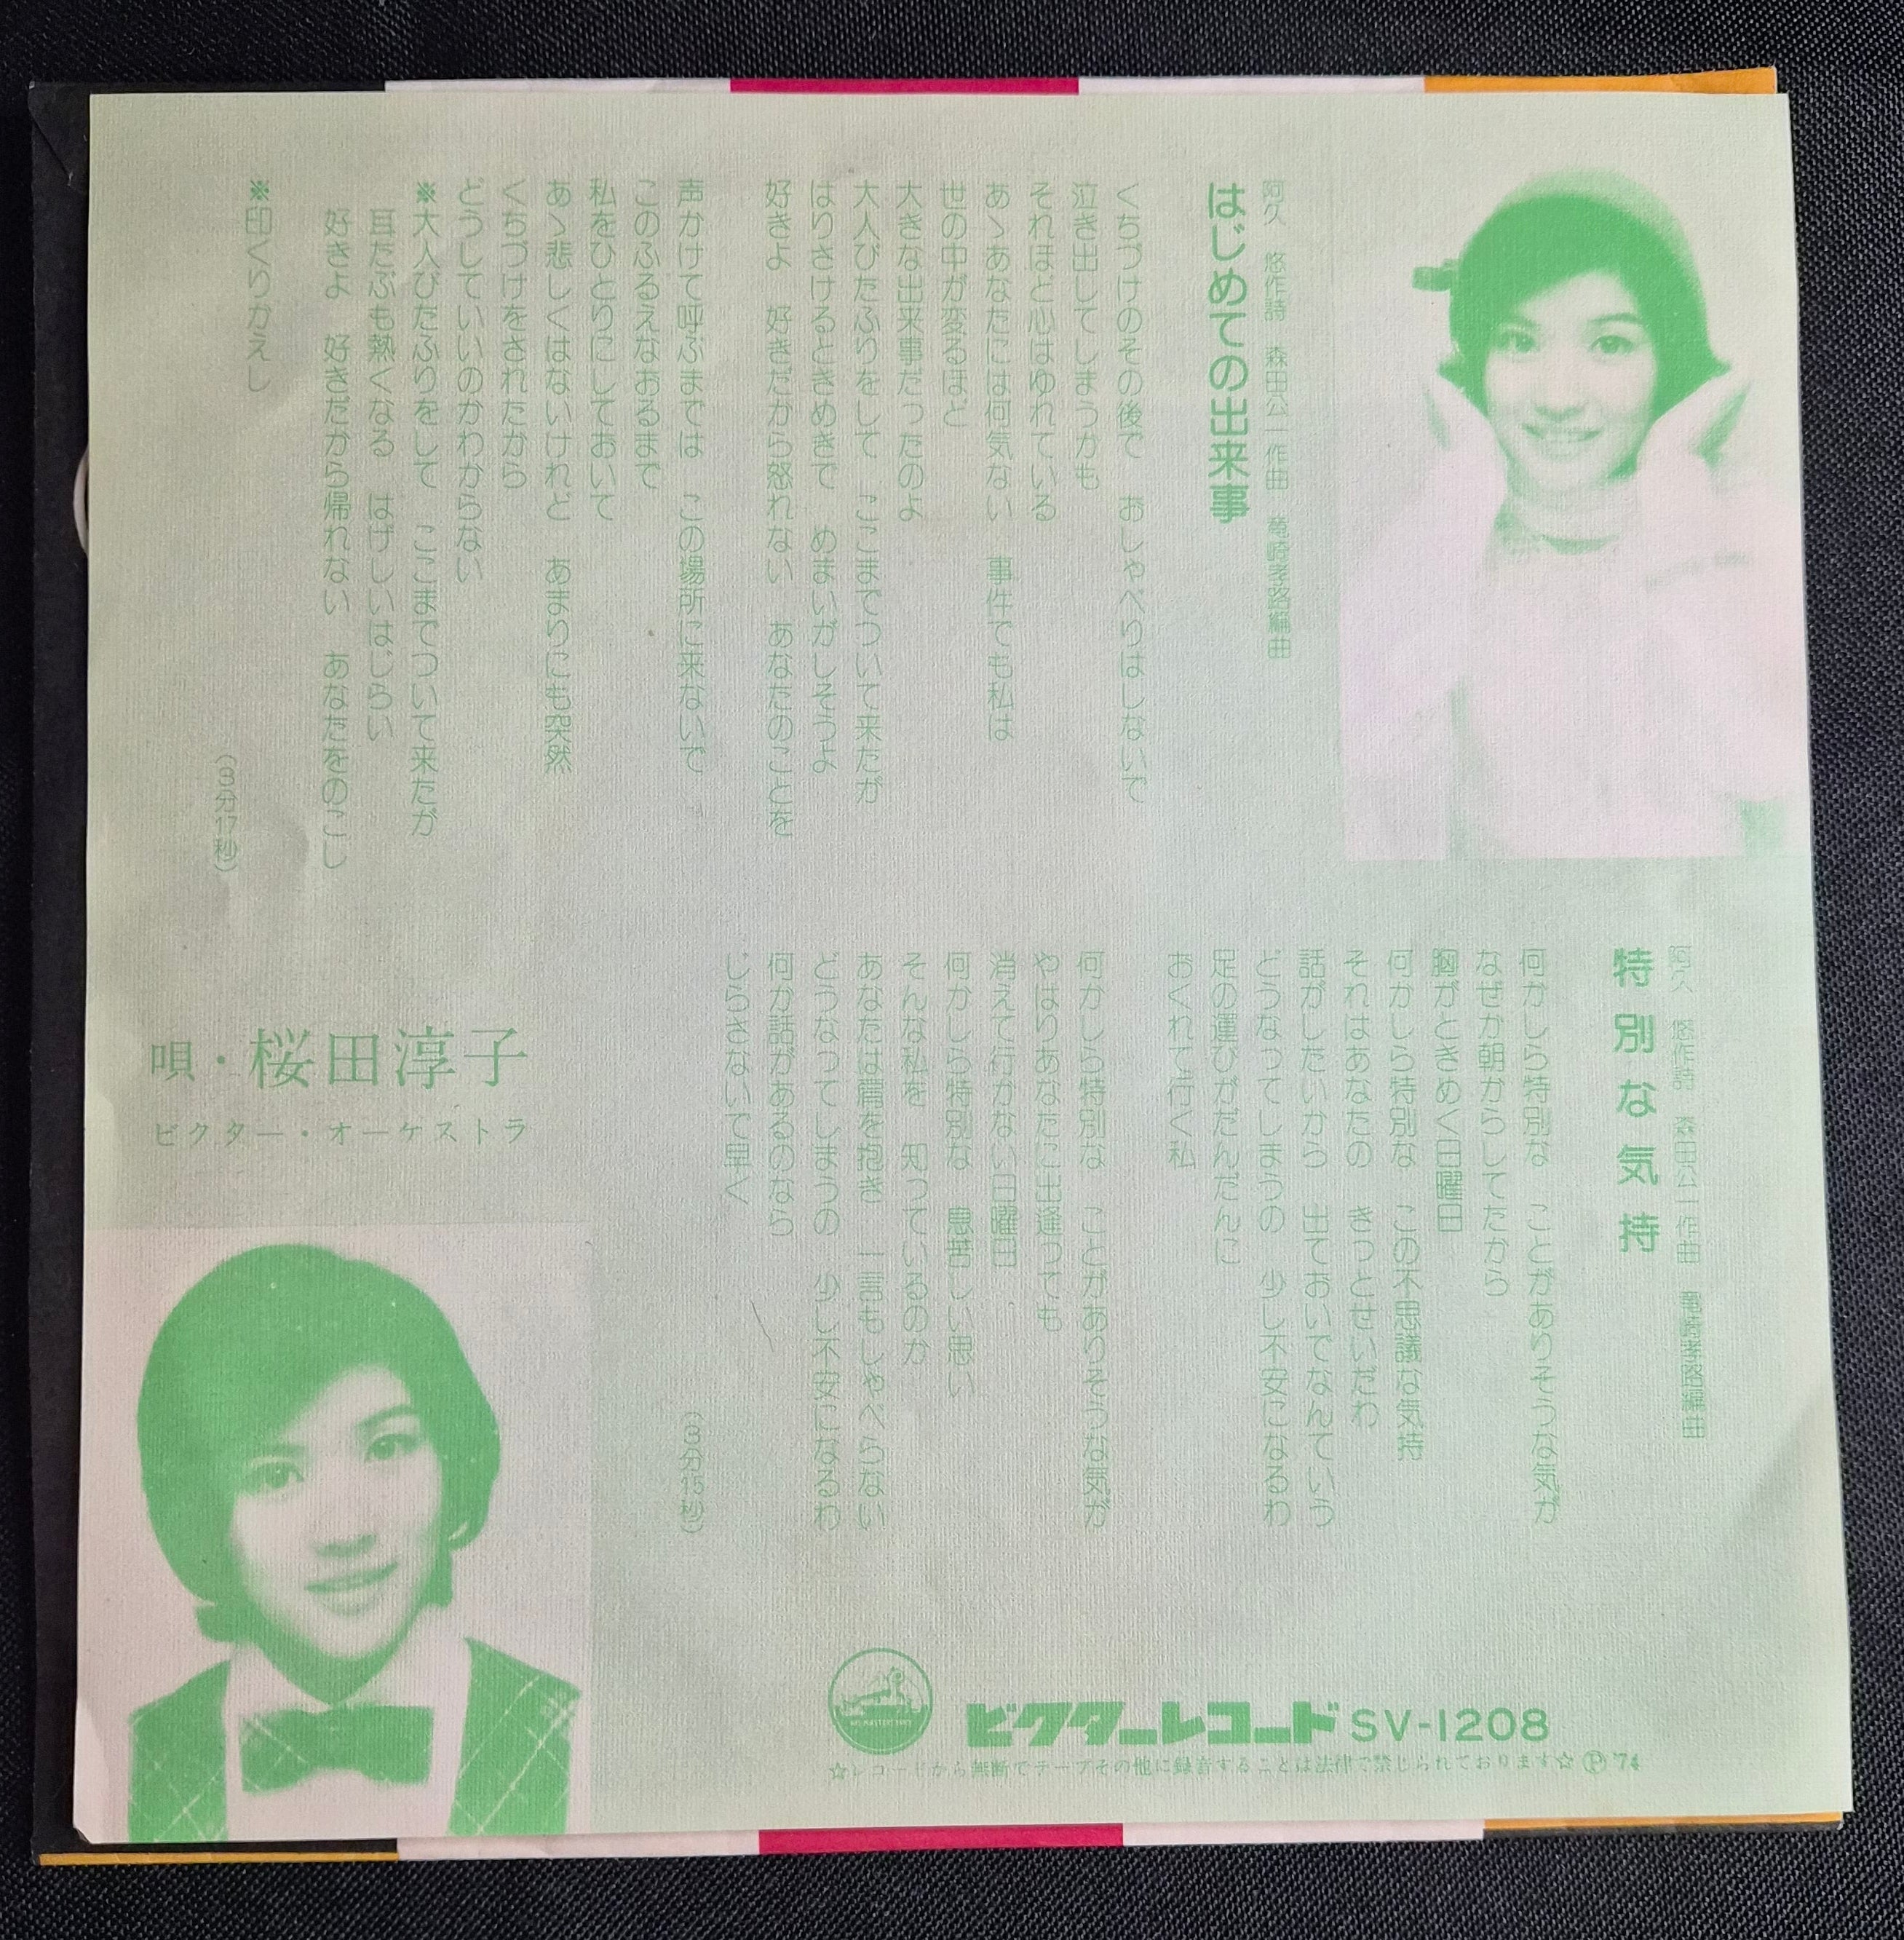 阿久 悠作詩 森田公一作曲 竜崎孝路編曲
はじめての出来事
くちづけのその後で おしゃべりはしないで
泣き出してしまうかも
それほど心はゆれている
あゝあなたには何気ない 事件でも私は
世の中が変るほど
大きな出来事だったのよ
大人びたふりをして ここまでついて来たが
はりさけるときめきで めまいがしそうよ
好きよ 好きだから怒れない あなたのことを
声かけて呼ぶまでは この場所に来ないで
このふるえなおるまで
私をひとりにしておいて
あゝ悲しくはないけれど あまりにも突然
くちづけをされたから
どうしていいのかわからない
※大人びたふりをして ここまでついて来たが
耳たぶも熱くなる はげしいはじらい
好きよ 好きだから帰れない あなたをのこし
※印くりかえし
(3分17秒)
阿久 悠作詩 森田公一作曲 竜崎孝路編曲
特別な気持
何かしら特別な ことがありそうな気が
なぜか朝からしてたから
胸がときめく日曜日
何かしら特別な この不思議な気持
それはあなたの きっとせいだわ
話がしたいから 出ておいでなんていう
どうなってしまうの 少し不安になるわ
足の運びがだんだんに
おくれて行く私
何かしら特別な ことがありそうな気が
やはりあなたに出逢っても
消えて行かない日曜日
何かしら特別な 息苦しい思い
そんな私を 知っているのか
あなたは肩を抱き 一言もしゃべらない
どうなってしまうの 少し不安になるわ
何か話があるのなら
じらさないで早く
(3分15秒)
唄・桜田淳子
ビクター・オーケストラ
ビクターレコード SV-1208
☆レコードから無断でテープその他に録音することは法律で禁じられております☆ Ⓟ'74